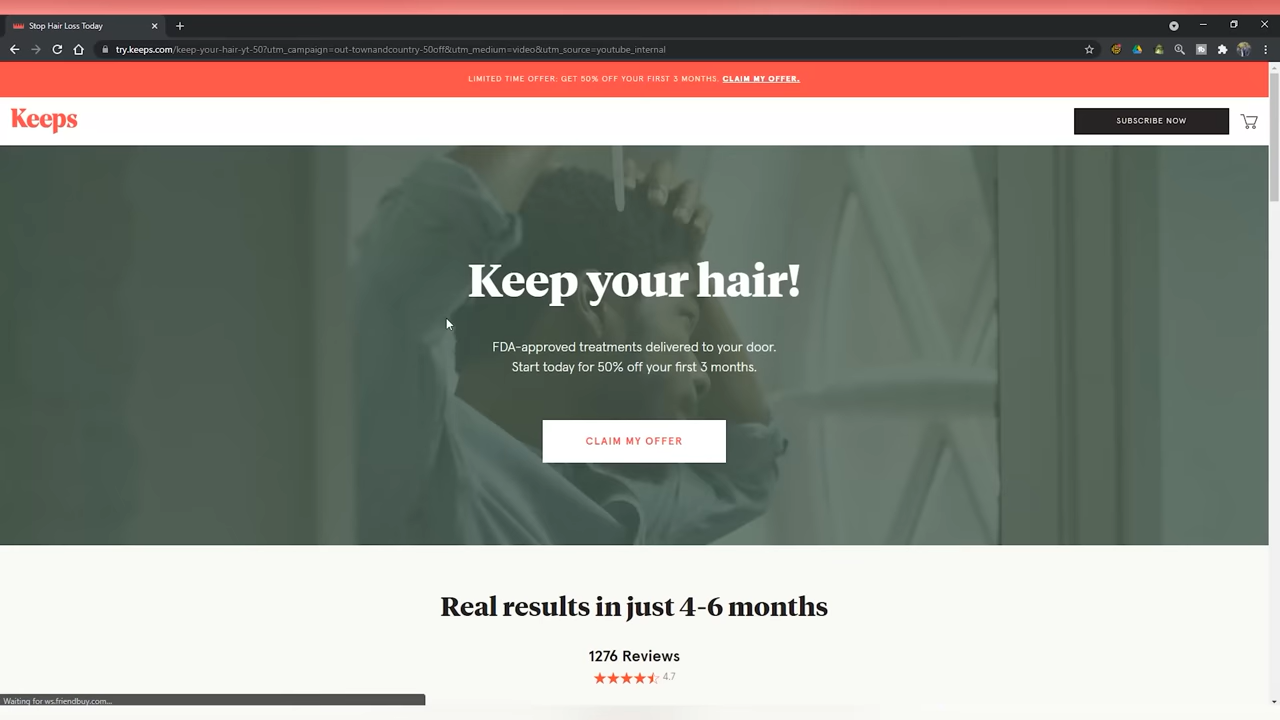 Stop Hair Loss Today
try.keeps.com/keep-your-hair-yt-50?utm_campaign=out-townandcountry-50off&utm_medium=video&utm_source=youtube_internal
LIMITED TIME OFFER: GET 50% OFF YOUR FIRST 3 MONTHS. CLAIM MY OFFER.
Keeps
SUBSCRIBE NOW
Keep your hair!
FDA-approved treatments delivered to your door.
Start today for 50% off your first 3 months.
CLAIM MY OFFER
Real results in just 4-6 months
1276 Reviews
4.7
Waiting for ws.friendbuy.com...